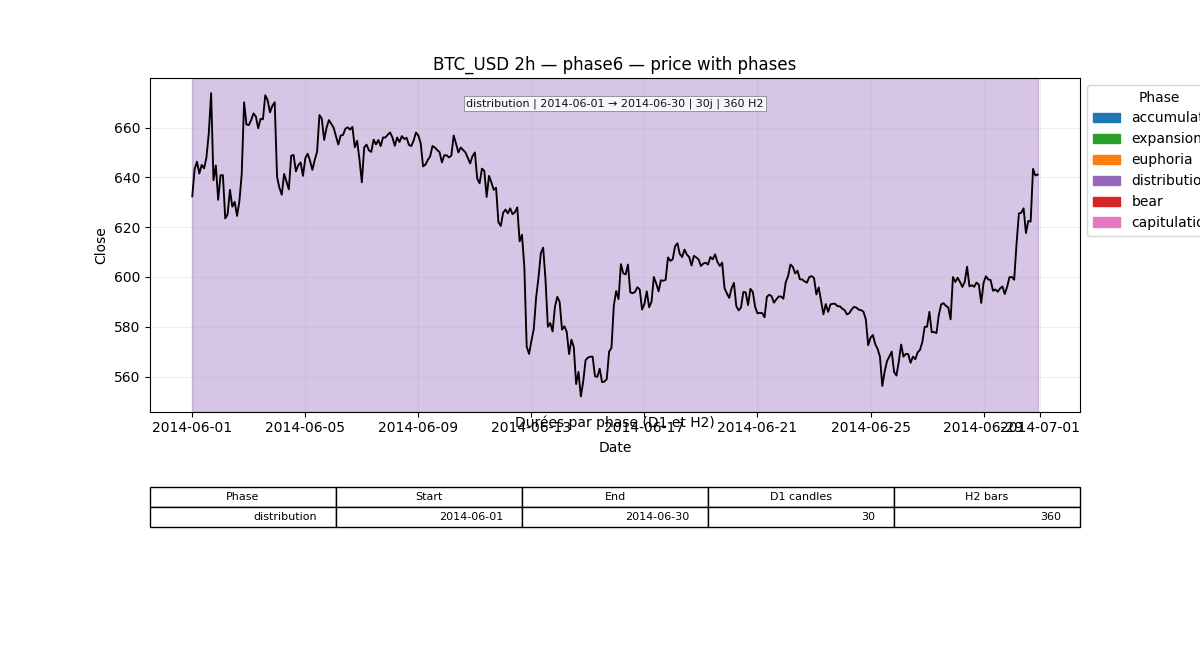 BTC_USD 2h — phase6 — price with phases
distribution | 2014-06-01 → 2014-06-30 | 30j | 360 H2
Phase
accumulat
expansion
euphoria
distributio
bear
capitulatio
Close
660
640
620
600
580
560
2014-06-01 2014-06-05 2014-06-09 2014-06-13 2014-06-17 2014-06-21 2014-06-25 2014-06-29 2014-07-01
Durées par phase (D1 et H2)
Date
Phase Start End D1 candles H2 bars
distribution 2014-06-01 2014-06-30 30 360